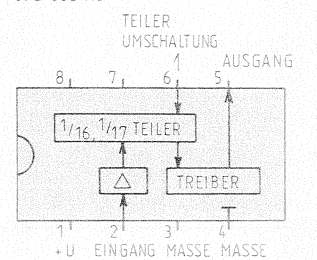 TEILER
UMSCHALTUNG
AUSGANG
8 7 6 5
1/16, 1/17 TEILER
TREIBER
1 2 3 4
+U EINGANG MASSE MASSE